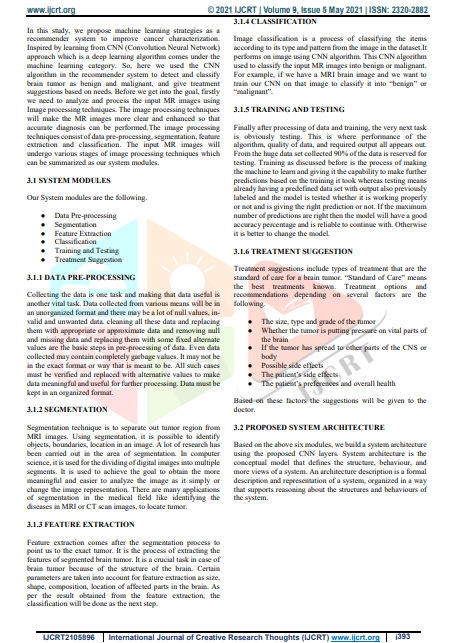 www.ijcrt.org
© 2021 IJCRT | Volume 9, Issue 5 May 2021 | ISSN: 2320-2882
In this study, we propose machine learning strategies as a
recommender system to improve cancer characterization.
Inspired by learning from CNN (Convolution Neural Network)
approach which is a deep learning algorithm comes under the
machine learning category. So, here we used the CNN
algorithm in the recommender system to detect and classify
brain tumor as benign and malignant, and give treatment
suggestions based on needs. Before we get into the goal, firstly
we need to analyze and process the input MR images using
Image processing techniques. The image processing techniques
will make the MR images more clear and enhanced so that
accurate diagnosis can be performed.The image processing
techniques consist of data pre-processing, segmentation, feature
extraction and classification. The input MR images will
undergo various stages of image processing techniques which
can be summarized as our system modules.
3.1 SYSTEM MODULES
Our System modules are the following.
● Data Pre-processing
● Segmentation
● Feature Extraction
● Classification
● Training and Testing
● Treatment Suggestion
3.1.1 DATA PRE-PROCESSING
Collecting the data is one task and making that data useful is
another vital task. Data collected from various means will be in
an unorganized format and there may be a lot of null values, in-
valid and unwanted data. cleaning all these data and replacing
them with appropriate or approximate data and removing null
and missing data and replacing them with some fixed alternate
values are the basic steps in pre-processing of data. Even data
collected may contain completely garbage values. It may not be
in the exact format or way that is meant to be. All such cases
must be verified and replaced with alternative values to make
data meaningful and useful for further processing. Data must be
kept in an organized format.
3.1.2 SEGMENTATION
Segmentation technique is to separate out tumor region from
MRI images. Using segmentation, it is possible to identify
objects, boundaries, location in an image. A lot of research has
been carried out in the area of segmentation. In computer
science, it is used for the dividing of digital images into multiple
segments. It is used to achieve the goal to obtain the more
meaningful and easier to analyze the image as it simply or
change the image representation. There are many applications
of segmentation in the medical field like identifying the
diseases in MRI or CT scan images, to locate tumor.
3.1.3 FEATURE EXTRACTION
Feature extraction comes after the segmentation process to
point us to the exact tumor. It is the process of extracting the
features of segmented brain tumor. It is a crucial task in case of
brain tumor because of the structure of the brain. Certain
parameters are taken into account for feature extraction as size,
shape, composition, location of affected parts in the brain. As
per the result obtained from the feature extraction, the
classification will be done as the next step.
3.1.4 CLASSIFICATION
Image classification is a process of classifying the items
according to its type and pattern from the image in the dataset.It
performs on image using CNN algorithm. This CNN algorithm
used to classify the input MR images into benign or malignant.
For example, if we have a MRI brain image and we want to
train our CNN on that image to classify it into “benign” or
“malignant”.
3.1.5 TRAINING AND TESTING
Finally after processing of data and training, the very next task
is obviously testing. This is where performance of the
algorithm, quality of data, and required output all appears out.
From the huge data set collected 90% of the data is reserved for
testing. Training as discussed before is the process of making
the machine to learn and giving it the capability to make further
predictions based on the training it took whereas testing means
already having a predefined data set with output also previously
labeled and the model is tested whether it is working properly
or not and is giving the right prediction or not. If the maximum
number of predictions are right then the model will have a good
accuracy percentage and is reliable to continue with. Otherwise
it is better to change the model.
3.1.6 TREATMENT SUGGESTION
Treatment suggestions include types of treatment that are the
standard of care for a brain tumor. “Standard of Care” means
the best treatments known. Treatment options and
recommendations depending on several factors are the
following.
● The size, type and grade of the tumor
● Whether the tumor is putting pressure on vital parts of
the brain
● If the tumor has spread to other parts of the CNS or
body
● Possible side effects
● The patient’s side effects
● The patient’s preferences and overall health
Based on these factors the suggestions will be given to the
doctor.
3.2 PROPOSED SYSTEM ARCHITECTURE
Based on the above six modules, we build a system architecture
using the proposed CNN layers. System architecture is the
conceptual model that defines the structure, behaviour, and
more views of a system. An architecture description is a formal
description and representation of a system, organized in a way
that supports reasoning about the structures and behaviours of
the system.
IJCRT
IJCRT2105896
International Journal of Creative Research Thoughts (IJCRT) www.ijcrt.org
j393